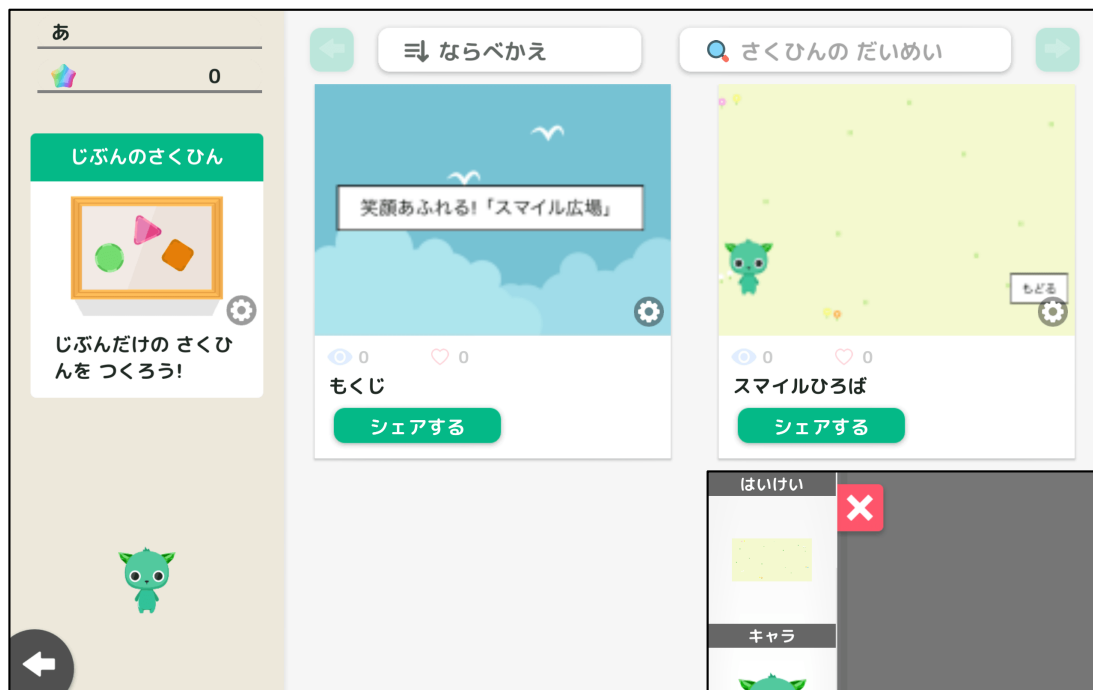 あ
0
じぶんのさくひん
じぶんだけの さくひ
んを つくろう!
ならべかえ
さくひんの だいめい
笑顔あふれる!「スマイル広場」
0 0
もくじ
シェアする
もどる
0 0
スマイルひろば
シェアする
はいけい
キャラ